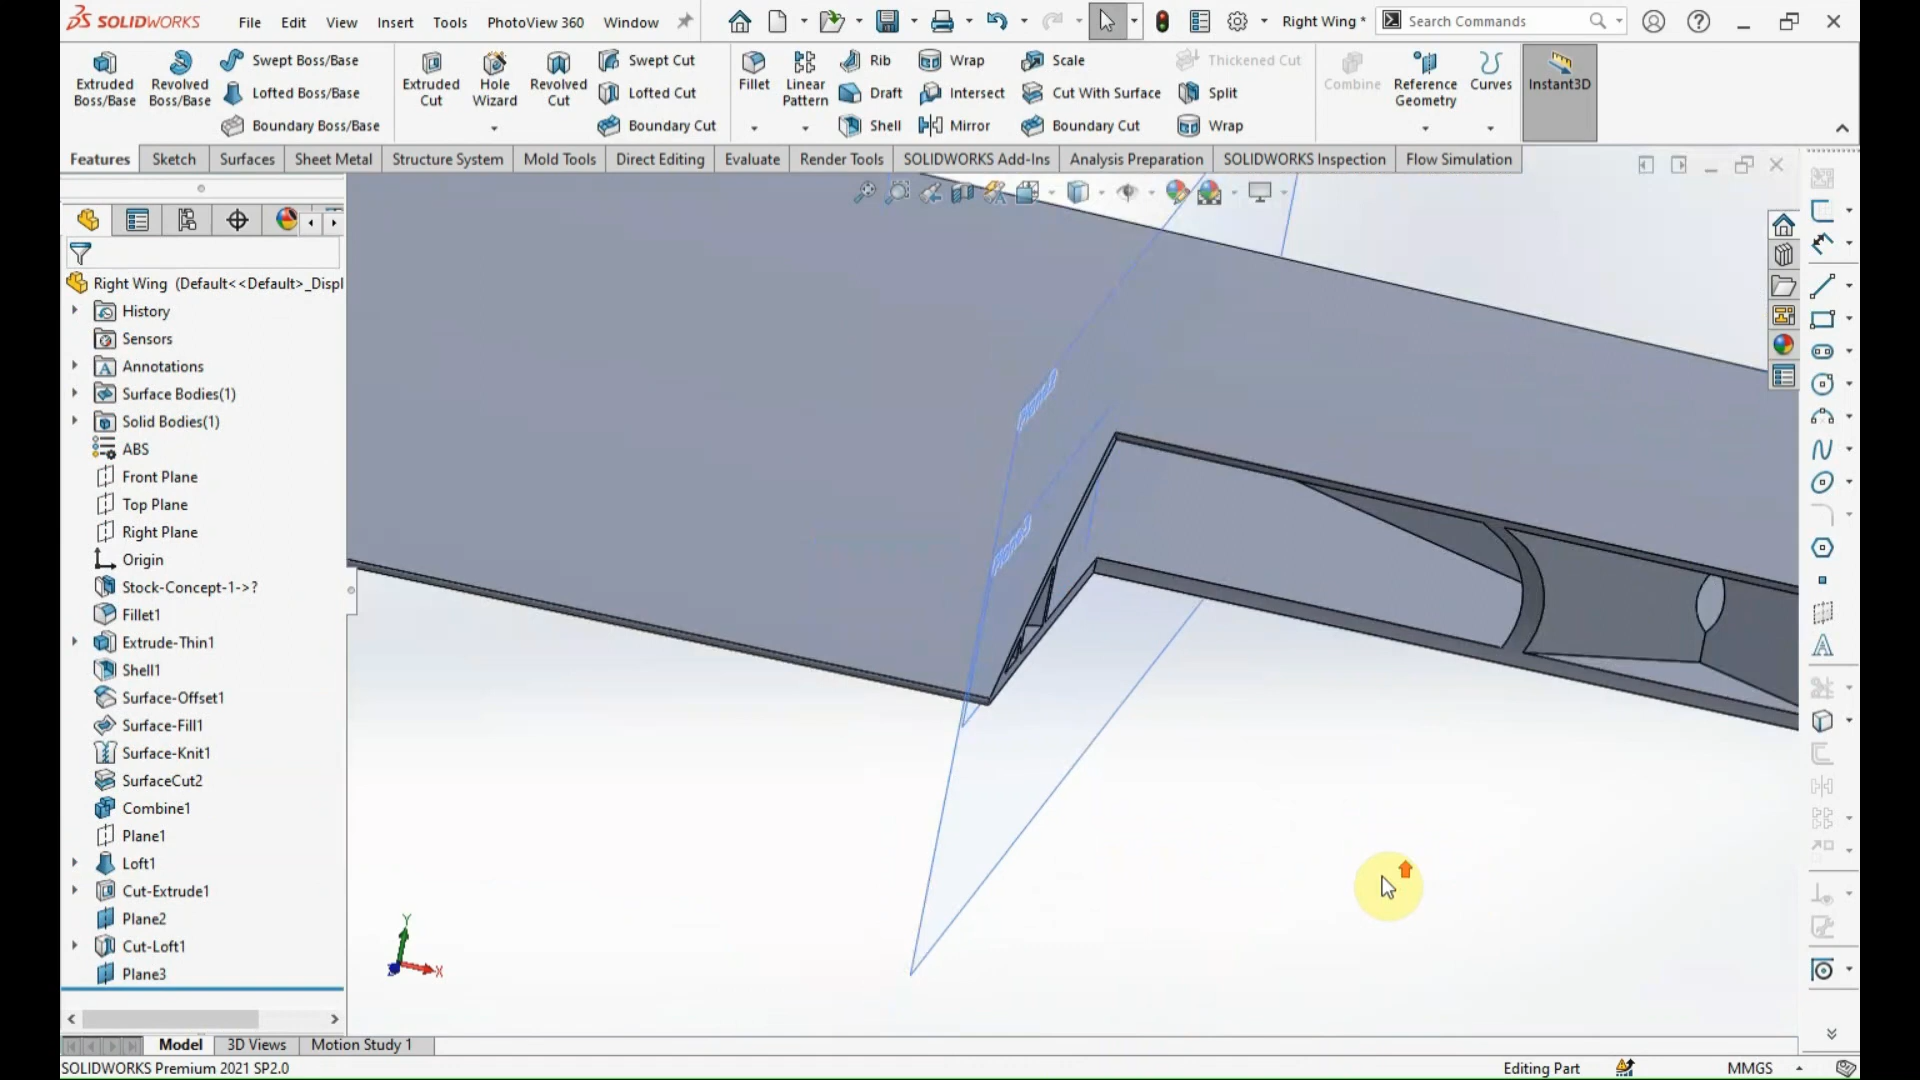 SOLIDWORKS File Edit View Insert Tools PhotoView 360 Window Right Wing * Search Commands
Extruded Boss/Base
Revolved Boss/Base
Swept Boss/Base
Lofted Boss/Base
Boundary Boss/Base
Extruded Cut
Hole Wizard
Revolved Cut
Swept Cut
Lofted Cut
Boundary Cut
Fillet
Linear Pattern
Rib
Draft
Shell
Wrap
Intersect
Mirror
Scale
Cut With Surface
Boundary Cut
Thickened Cut
Split
Wrap
Combine
Reference Geometry
Curves
Instant3D
Features Sketch Surfaces Sheet Metal Structure System Mold Tools Direct Editing Evaluate Render Tools SOLIDWORKS Add-Ins Analysis Preparation SOLIDWORKS Inspection Flow Simulation
Right Wing (Default<<Default>_Displ
History
Sensors
Annotations
Surface Bodies(1)
Solid Bodies(1)
ABS
Front Plane
Top Plane
Right Plane
Origin
Stock-Concept-1->?
Fillet1
Extrude-Thin1
Shell1
Surface-Offset1
Surface-Fill1
Surface-Knit1
SurfaceCut2
Combine1
Plane1
Loft1
Cut-Extrude1
Plane2
Cut-Loft1
Plane3
Y
X
Model 3D Views Motion Study 1
SOLIDWORKS Premium 2021 SP2.0 Editing Part MMGS